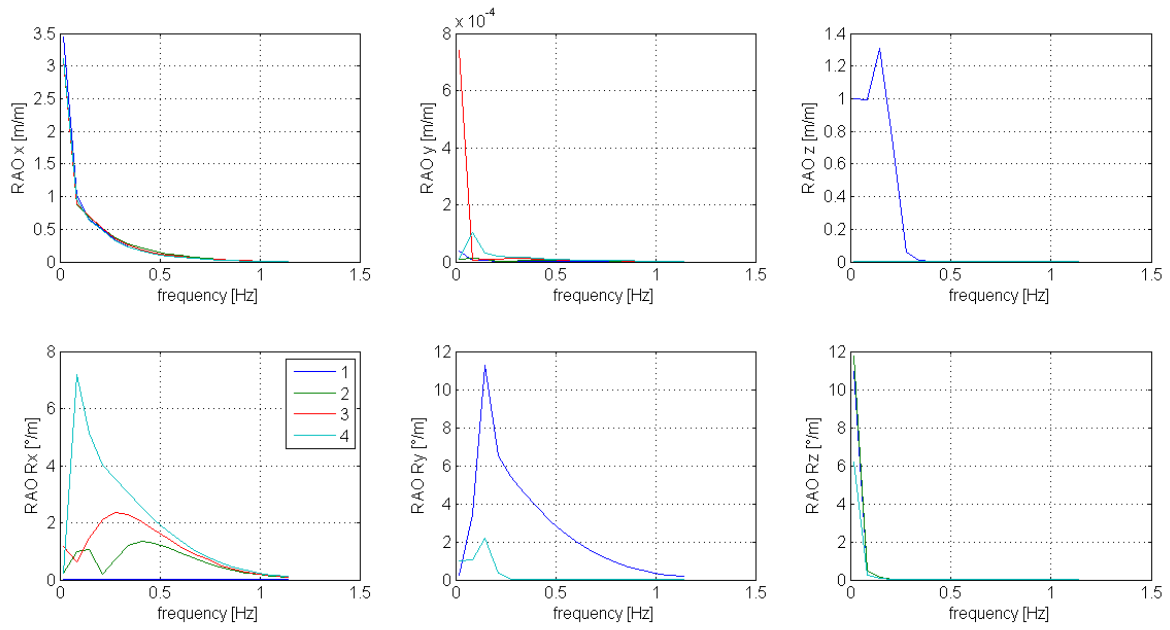 RAO x [m/m]
3.5
3
2.5
2
1.5
1
0.5
0
0 0.5 1 1.5
frequency [Hz]
x 10^-4
RAO y [m/m]
8
6
4
2
0
0 0.5 1 1.5
frequency [Hz]
RAO z [m/m]
1.4
1.2
1
0.8
0.6
0.4
0.2
0
0 0.5 1 1.5
frequency [Hz]
RAO Rx [°/m]
8
6
4
2
0
0 0.5 1 1.5
frequency [Hz]
1
2
3
4
RAO Ry [°/m]
12
10
8
6
4
2
0
0 0.5 1 1.5
frequency [Hz]
RAO Rz [°/m]
12
10
8
6
4
2
0
0 0.5 1 1.5
frequency [Hz]